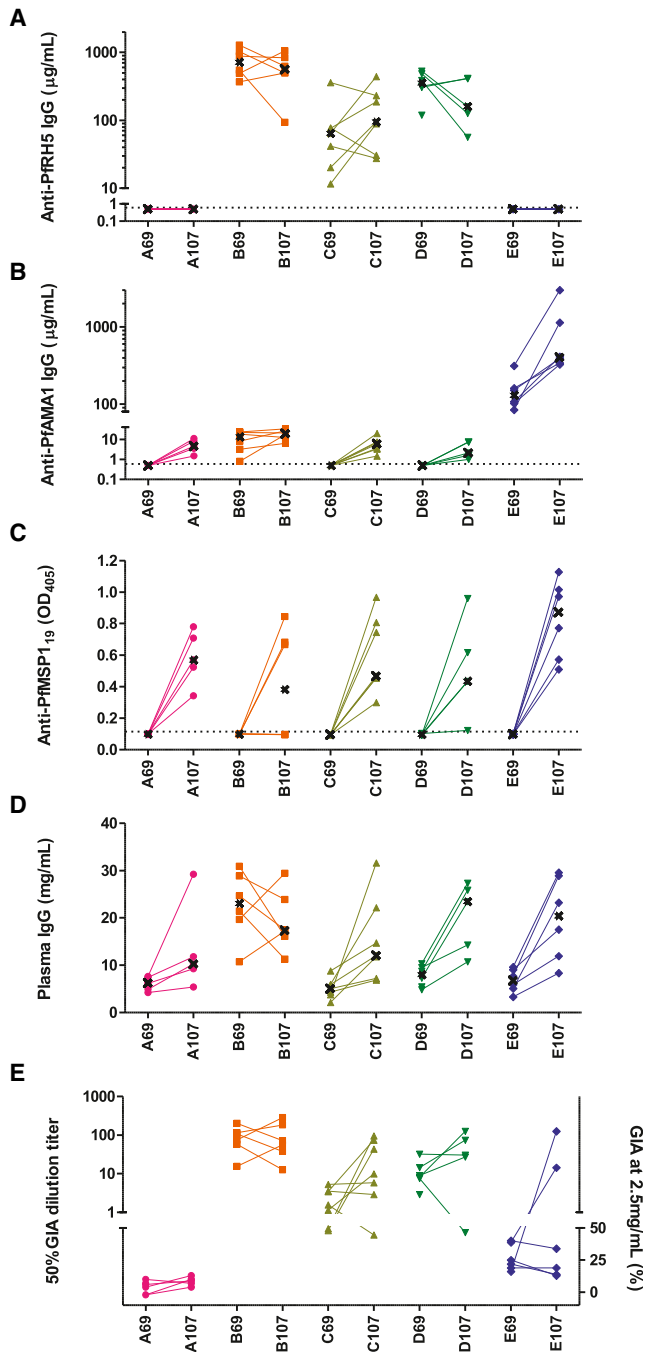 A
Anti-PfRH5 IgG (μg/mL)
1000
100
10
1
0.1
A69 A107 B69 B107 C69 C107 D69 D107 E69 E107
B
Anti-PfAMA1 IgG (μg/mL)
1000
100
10
1
0.1
A69 A107 B69 B107 C69 C107 D69 D107 E69 E107
C
Anti-PfMSP1₁₉ (OD₄₀₅)
1.2
1.0
0.8
0.6
0.4
0.2
0.0
A69 A107 B69 B107 C69 C107 D69 D107 E69 E107
D
Plasma IgG (mg/mL)
40
30
20
10
0
A69 A107 B69 B107 C69 C107 D69 D107 E69 E107
E
50% GIA dilution titer
1000
100
10
1
GIA at 2.5mg/mL (%)
50
25
0
A69 A107 B69 B107 C69 C107 D69 D107 E69 E107